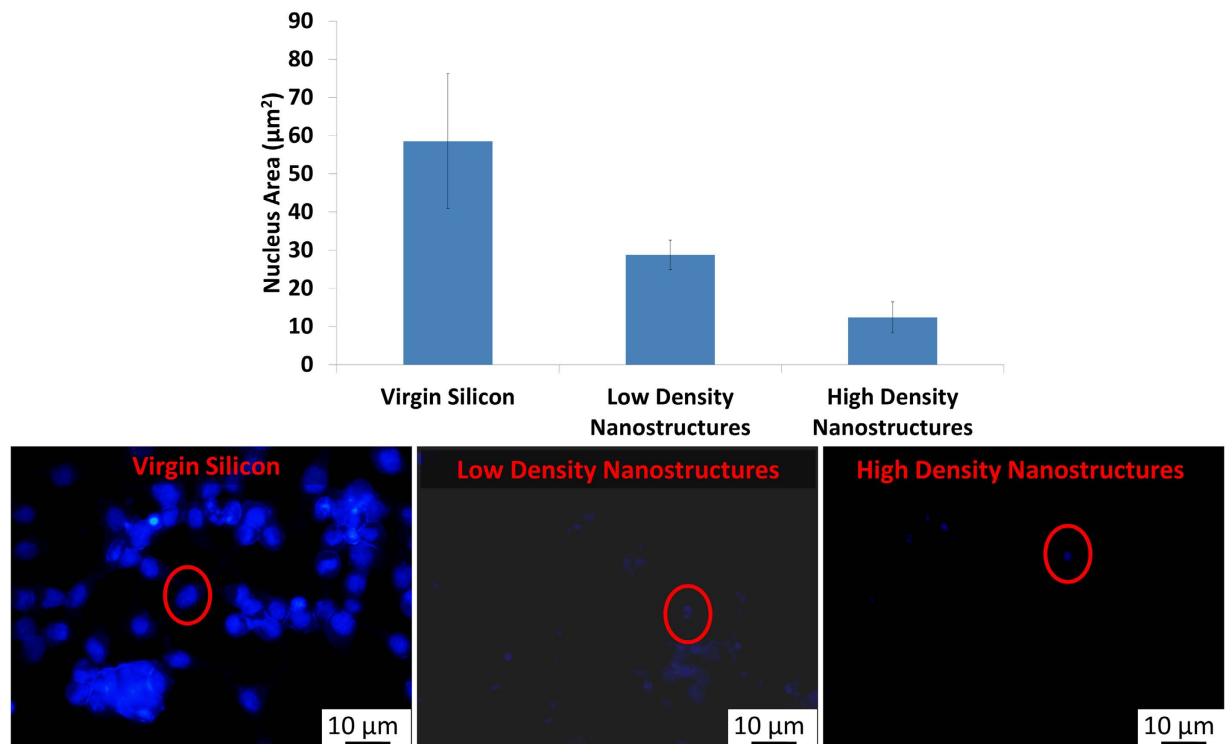 90
80
70
60
50
40
30
20
10
0
Nucleus Area (µm²)
Virgin Silicon
Low Density
Nanostructures
High Density
Nanostructures
Virgin Silicon
Low Density Nanostructures
High Density Nanostructures
10 µm
10 µm
10 µm